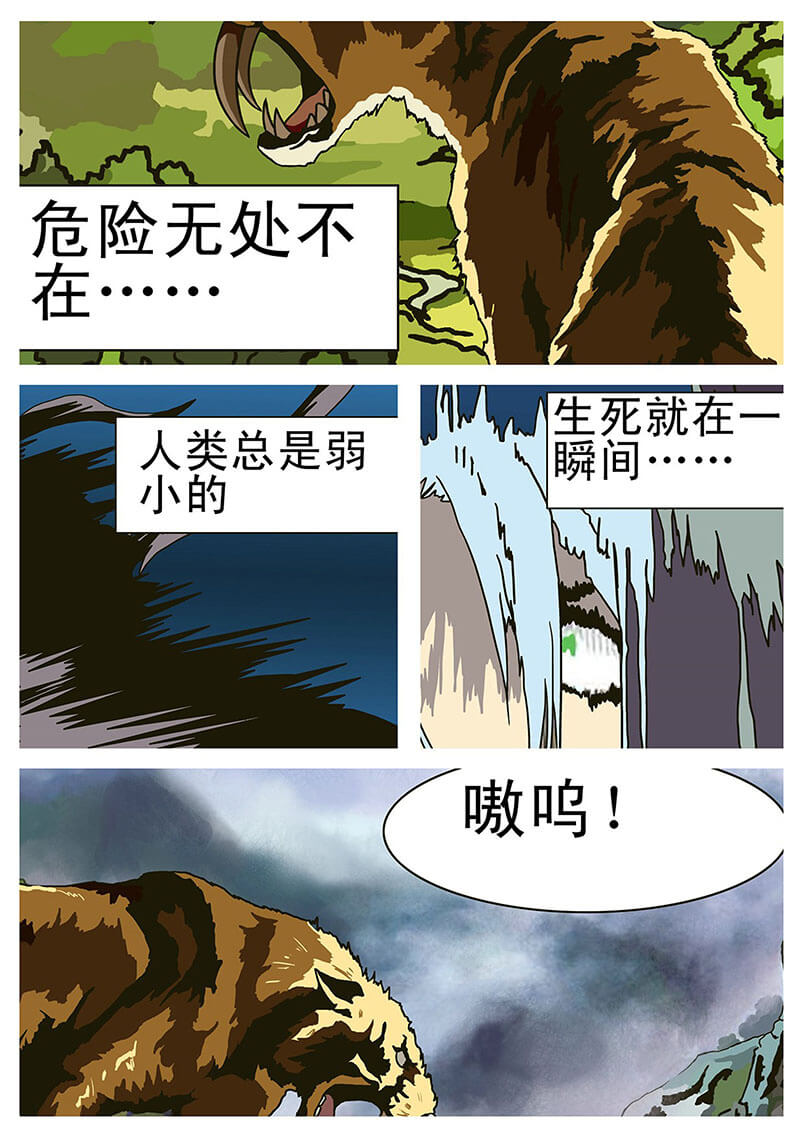 危险无处不
在……
人类总是弱
小的
生死就在一
瞬间……
嗷呜！